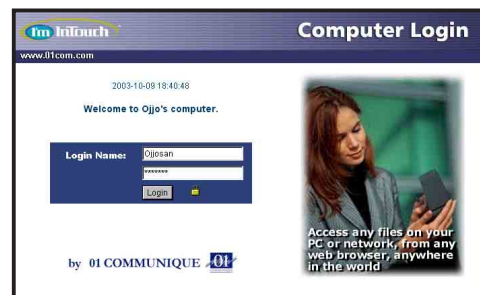 I'm InTouch
Computer Login
www.01com.com
2003-10-09 18:40:48
Welcome to Ojjo's computer.
Login Name:
Ojjosan
*******
Login
Access any files on your
PC or network, from any
web browser, anywhere
in the world
by 01 COMMUNIQUE 01